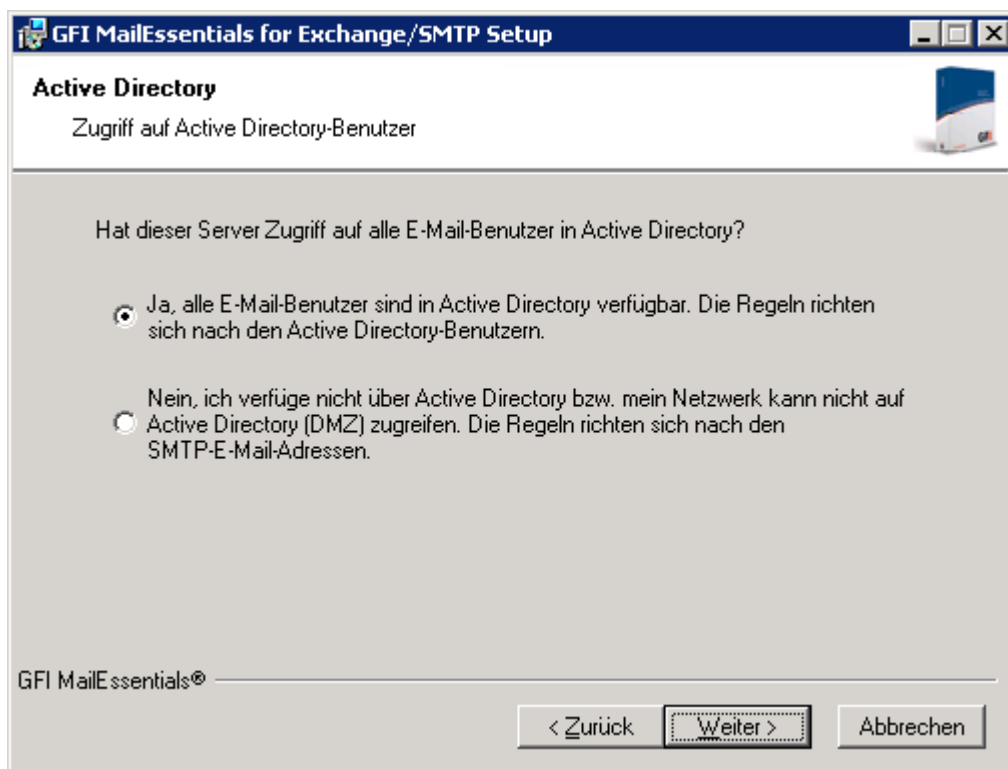 GFI MailEssentials for Exchange/SMTP Setup
Active Directory
Zugriff auf Active Directory-Benutzer
GFI
Hat dieser Server Zugriff auf alle E-Mail-Benutzer in Active Directory?
Ja, alle E-Mail-Benutzer sind in Active Directory verfügbar. Die Regeln richten
sich nach den Active Directory-Benutzern.
Nein, ich verfüge nicht über Active Directory bzw. mein Netzwerk kann nicht auf
Active Directory (DMZ) zugreifen. Die Regeln richten sich nach den
SMTP-E-Mail-Adressen.
GFI MailEssentials®
< Zurück Weiter > Abbrechen